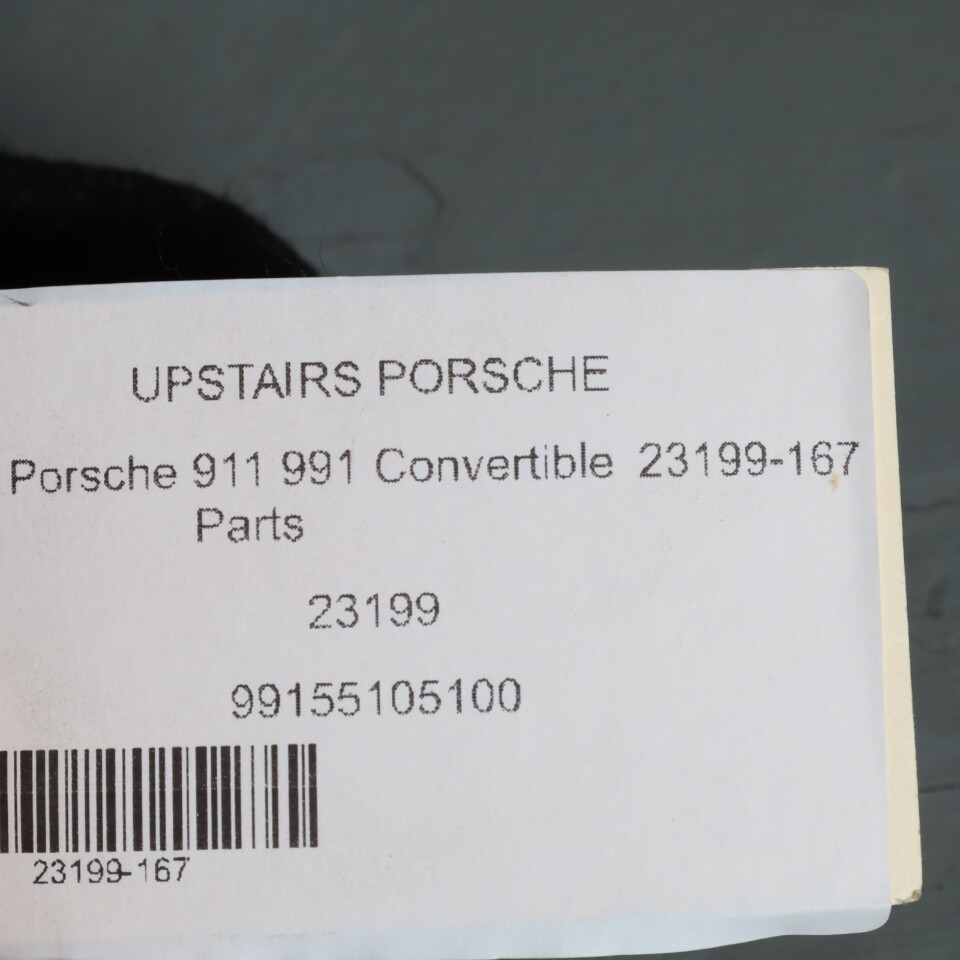 UPSTAIRS PORSCHE
Porsche 911 991 Convertible 23199-167
Parts
23199
99155105100
23199-167